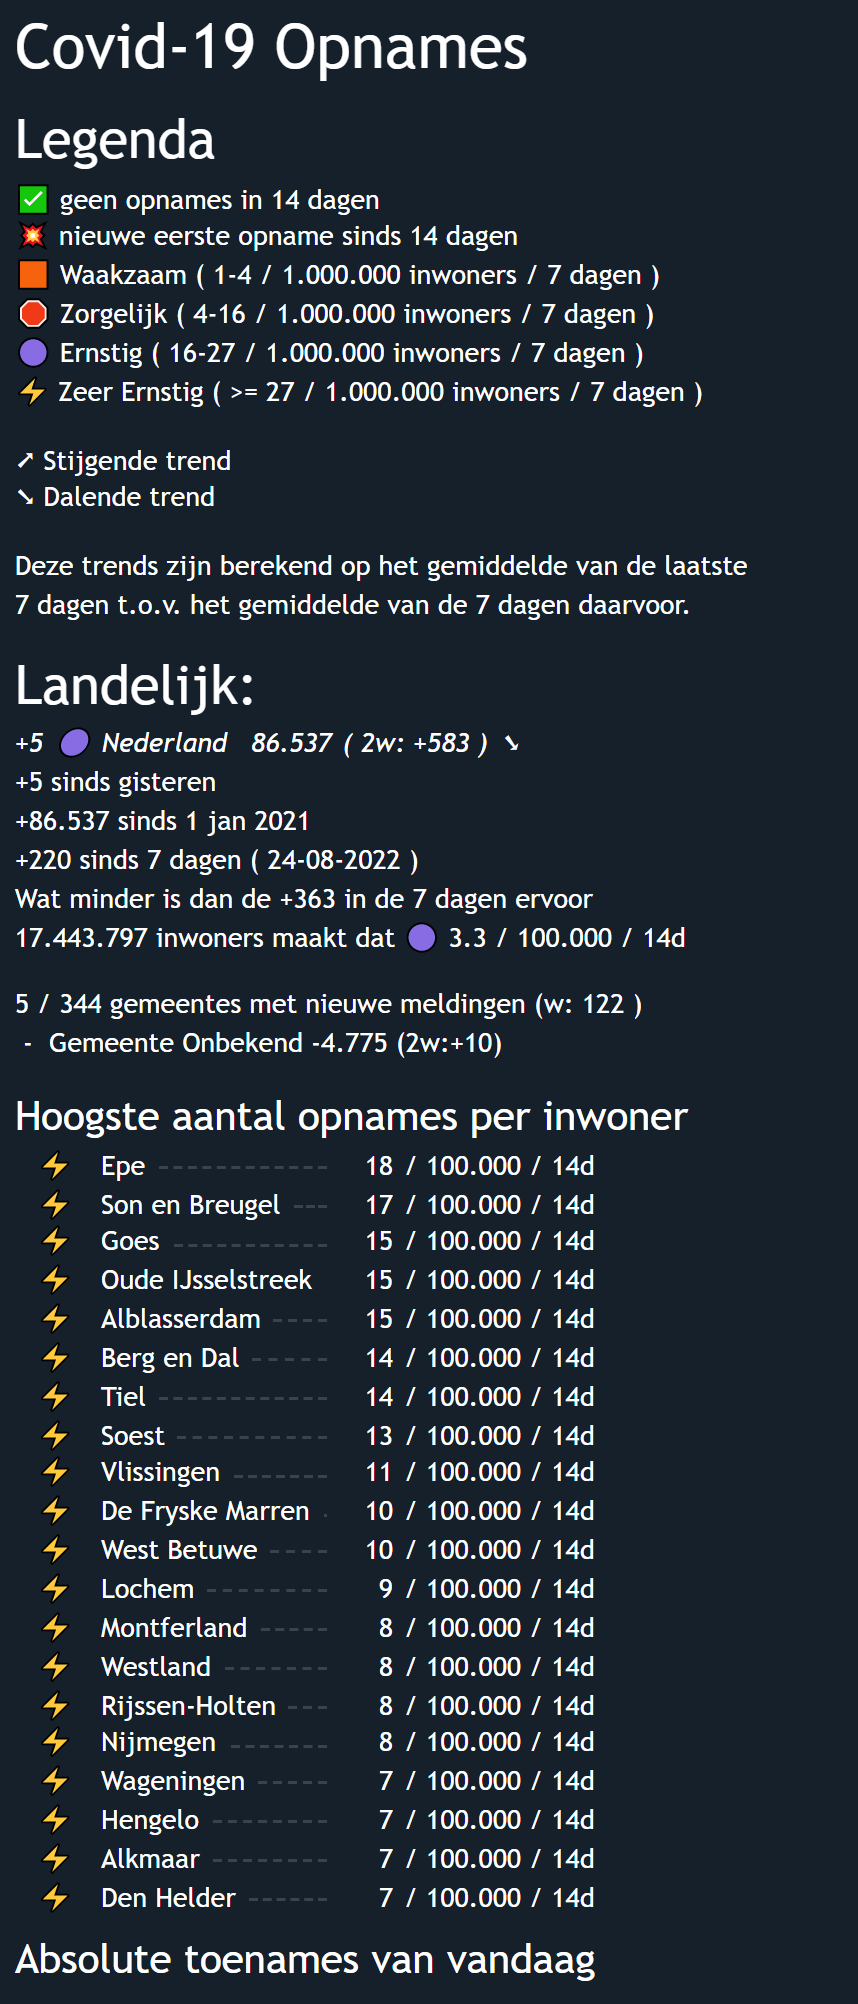 Covid-19 Opnames
Legenda
✅ geen opnames in 14 dagen
💥 nieuwe eerste opname sinds 14 dagen
🟧 Waakzaam ( 1-4 / 1.000.000 inwoners / 7 dagen )
🛑 Zorgelijk ( 4-16 / 1.000.000 inwoners / 7 dagen )
🟣 Ernstig ( 16-27 / 1.000.000 inwoners / 7 dagen )
⚡ Zeer Ernstig ( >= 27 / 1.000.000 inwoners / 7 dagen )
➚ Stijgende trend
➘ Dalende trend
Deze trends zijn berekend op het gemiddelde van de laatste
7 dagen t.o.v. het gemiddelde van de 7 dagen daarvoor.
Landelijk:
+5 🟣 Nederland 86.537 ( 2w: +583 ) ➘
+5 sinds gisteren
+86.537 sinds 1 jan 2021
+220 sinds 7 dagen ( 24-08-2022 )
Wat minder is dan de +363 in de 7 dagen ervoor
17.443.797 inwoners maakt dat 🟣 3.3 / 100.000 / 14d
5 / 344 gemeentes met nieuwe meldingen (w: 122 )
- Gemeente Onbekend -4.775 (2w:+10)
Hoogste aantal opnames per inwoner
⚡ Epe ------------ 18 / 100.000 / 14d
⚡ Son en Breugel --- 17 / 100.000 / 14d
⚡ Goes ----------- 15 / 100.000 / 14d
⚡ Oude IJsselstreek 15 / 100.000 / 14d
⚡ Alblasserdam ---- 15 / 100.000 / 14d
⚡ Berg en Dal ----- 14 / 100.000 / 14d
⚡ Tiel ------------ 14 / 100.000 / 14d
⚡ Soest ----------- 13 / 100.000 / 14d
⚡ Vlissingen ------- 11 / 100.000 / 14d
⚡ De Fryske Marren - 10 / 100.000 / 14d
⚡ West Betuwe ---- 10 / 100.000 / 14d
⚡ Lochem -------- 9 / 100.000 / 14d
⚡ Montferland ----- 8 / 100.000 / 14d
⚡ Westland ------- 8 / 100.000 / 14d
⚡ Rijssen-Holten --- 8 / 100.000 / 14d
⚡ Nijmegen ------- 8 / 100.000 / 14d
⚡ Wageningen ----- 7 / 100.000 / 14d
⚡ Hengelo -------- 7 / 100.000 / 14d
⚡ Alkmaar -------- 7 / 100.000 / 14d
⚡ Den Helder ------ 7 / 100.000 / 14d
Absolute toenames van vandaag